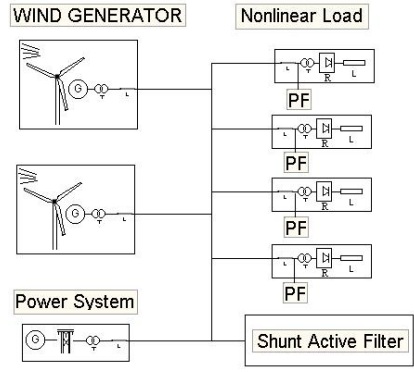 WIND GENERATOR
Nonlinear Load
G T L
L T R L
PF
L T R L
PF
G T L
L T R L
PF
L T R L
PF
Power System
G T L
Shunt Active Filter